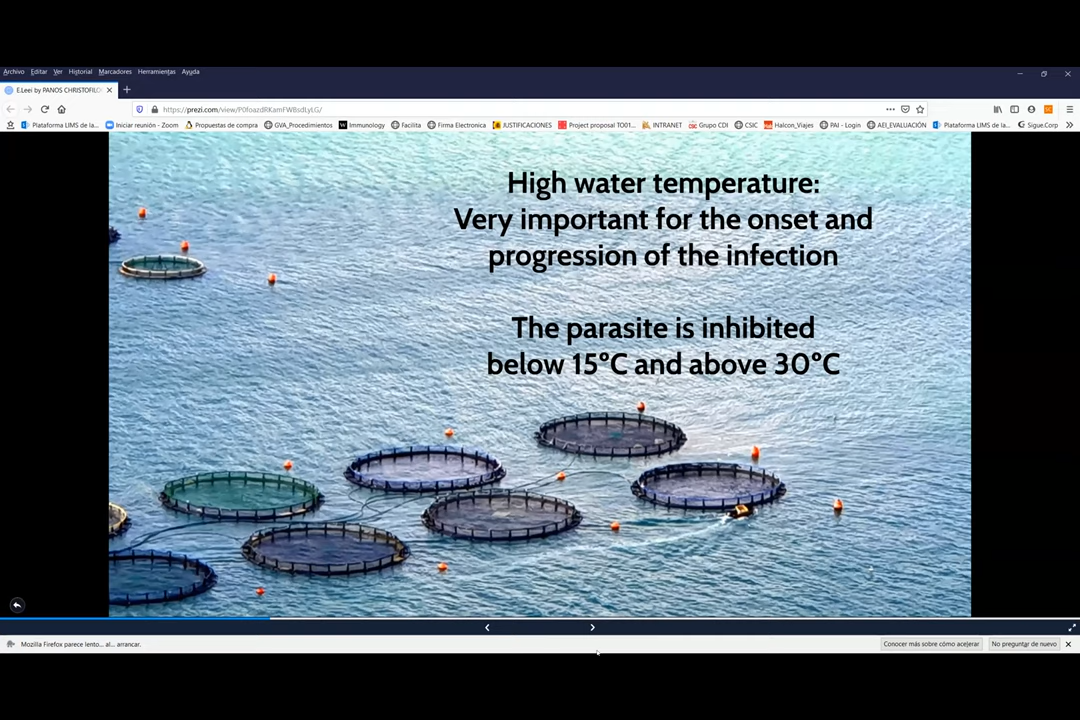 Archivo Editar Ver Historial Marcadores Herramientas Ayuda
E.Leei by PANOS CHRISTOFILO
https://prezi.com/view/
Plataforma LIMS de la... Iniciar reunión - Zoom Propuestas de compra GVA_Procedimientos Immunology Facilita Firma Electronica JUSTIFICACIONES Project proposal TO01... INTRANET Grupo CDI CSIC Halcon_Viajes PAI - Login AEI_EVALUACIÓN Plataforma LIMS de la... Sigue.Corp
High water temperature:
Very important for the onset and
progression of the infection
The parasite is inhibited
below 15ºC and above 30ºC
Mozilla Firefox parece lento... al... arrancar. Conocer más sobre cómo acelerar No preguntar de nuevo